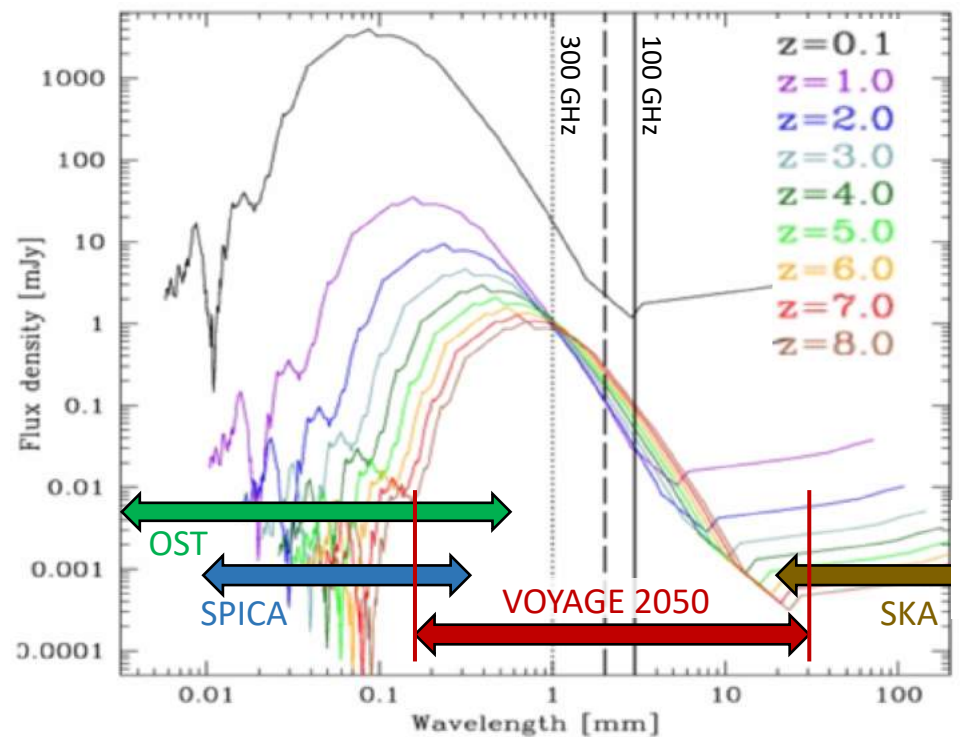 1000
100
10
1
0.1
0.01
0.001
0.0001
Flux density [mJy]
300 GHz
100 GHz
z=0.1
z=1.0
z=2.0
z=3.0
z=4.0
z=5.0
z=6.0
z=7.0
z=8.0
OST
SPICA
VOYAGE 2050
SKA
0.01
0.1
1
10
100
Wavelength [mm]